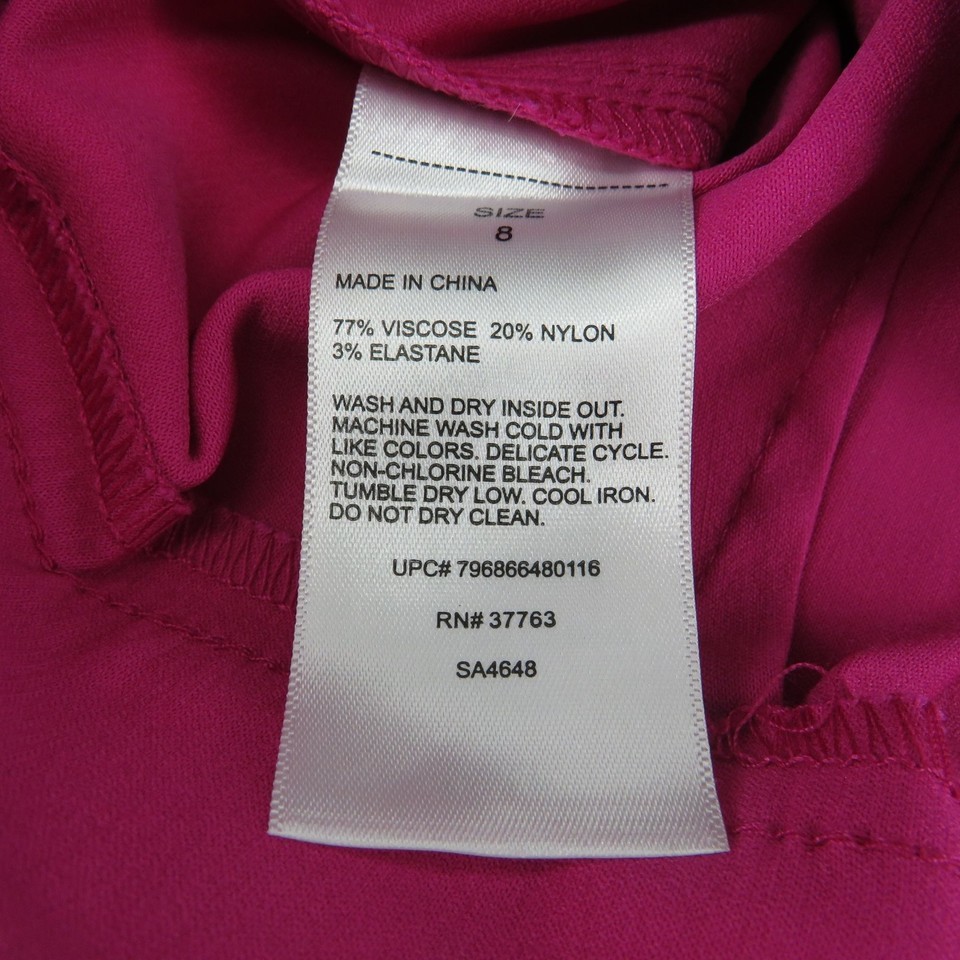 SIZE
8
MADE IN CHINA
77% VISCOSE 20% NYLON
3% ELASTANE
WASH AND DRY INSIDE OUT.
MACHINE WASH COLD WITH
LIKE COLORS. DELICATE CYCLE.
NON-CHLORINE BLEACH.
TUMBLE DRY LOW. COOL IRON.
DO NOT DRY CLEAN.
UPC# 796866480116
RN# 37763
SA4648